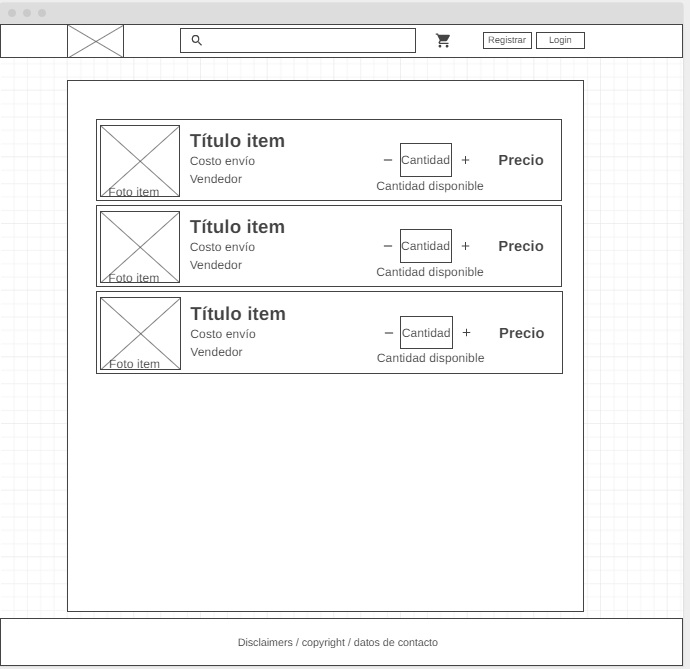 Registrar
Login
Título item
Costo envío
Vendedor
Foto item
− Cantidad +
Cantidad disponible
Precio
Título item
Costo envío
Vendedor
Foto item
− Cantidad +
Cantidad disponible
Precio
Título item
Costo envío
Vendedor
Foto item
− Cantidad +
Cantidad disponible
Precio
Disclaimers / copyright / datos de contacto